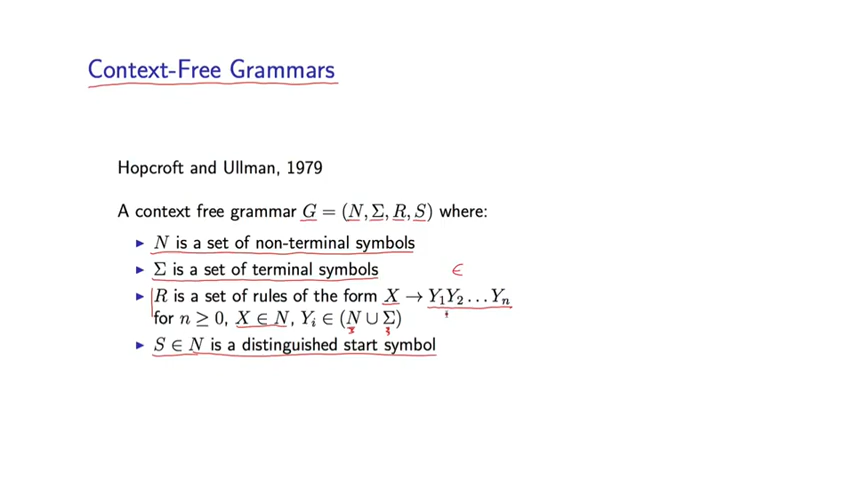 Context-Free Grammars
Hopcroft and Ullman, 1979
A context free grammar G = (N, Σ, R, S) where:
▶ N is a set of non-terminal symbols
▶ Σ is a set of terminal symbols
ϵ
▶ R is a set of rules of the form X → Y₁Y₂ … Yₙ
for n ≥ 0, X ∈ N, Yᵢ ∈ (N ∪ Σ)
▶ S ∈ N is a distinguished start symbol